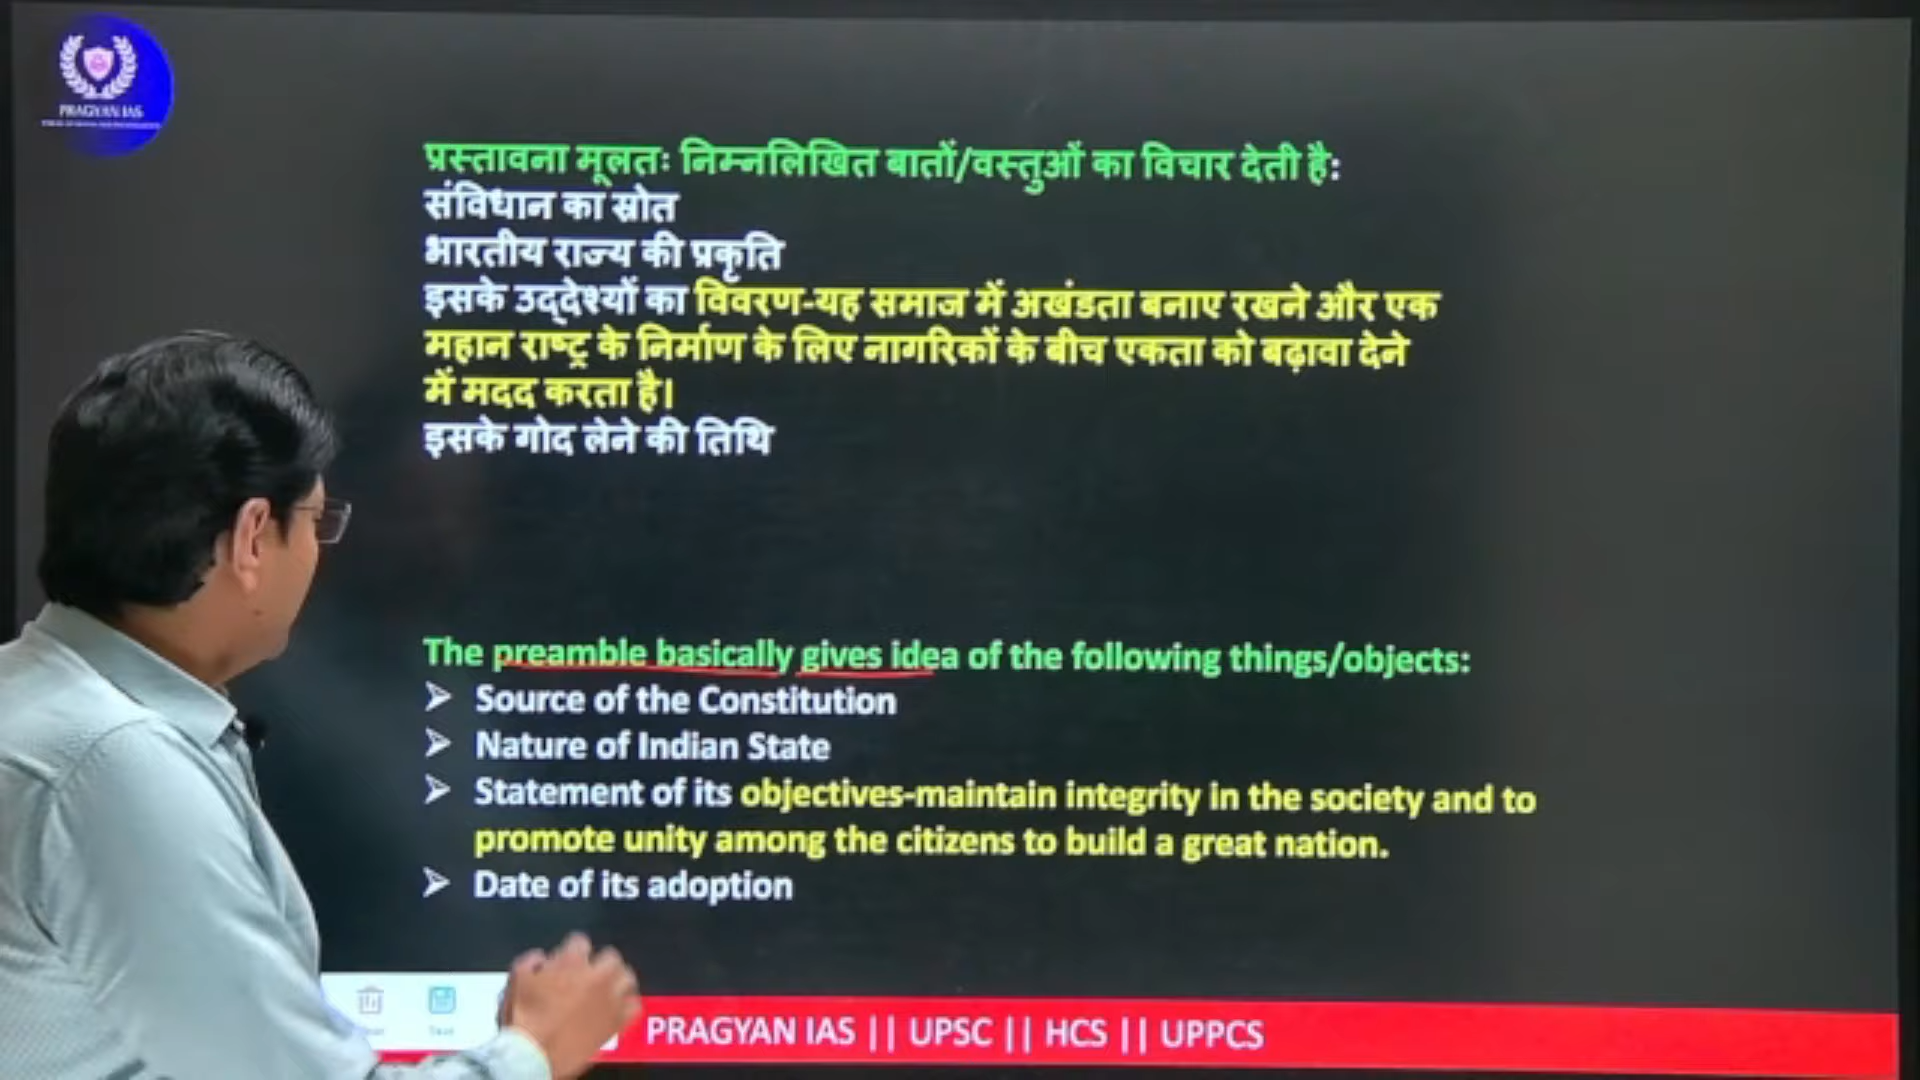 PRAGYAN IAS
प्रस्तावना मूलतः निम्नलिखित बातों/वस्तुओं का विचार देती है:
संविधान का स्रोत
भारतीय राज्य की प्रकृति
इसके उद्देश्यों का विवरण-यह समाज में अखंडता बनाए रखने और एक
महान राष्ट्र के निर्माण के लिए नागरिकों के बीच एकता को बढ़ावा देने
में मदद करता है।
इसके गोद लेने की तिथि
The preamble basically gives idea of the following things/objects:
➢ Source of the Constitution
➢ Nature of Indian State
➢ Statement of its objectives-maintain integrity in the society and to
promote unity among the citizens to build a great nation.
➢ Date of its adoption
Text
PRAGYAN IAS || UPSC || HCS || UPPCS